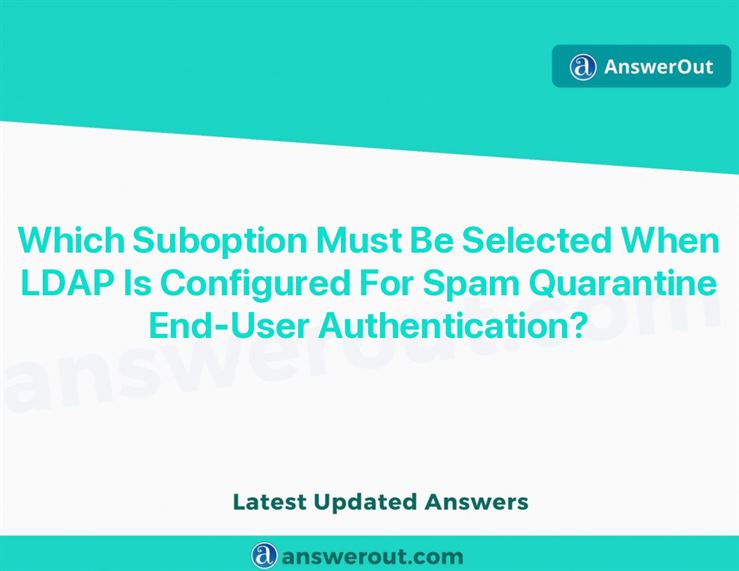 AnswerOut
Which Suboption Must Be Selected When
LDAP Is Configured For Spam Quarantine
End-User Authentication?
answerout.com
Latest Updated Answers
answerout.com